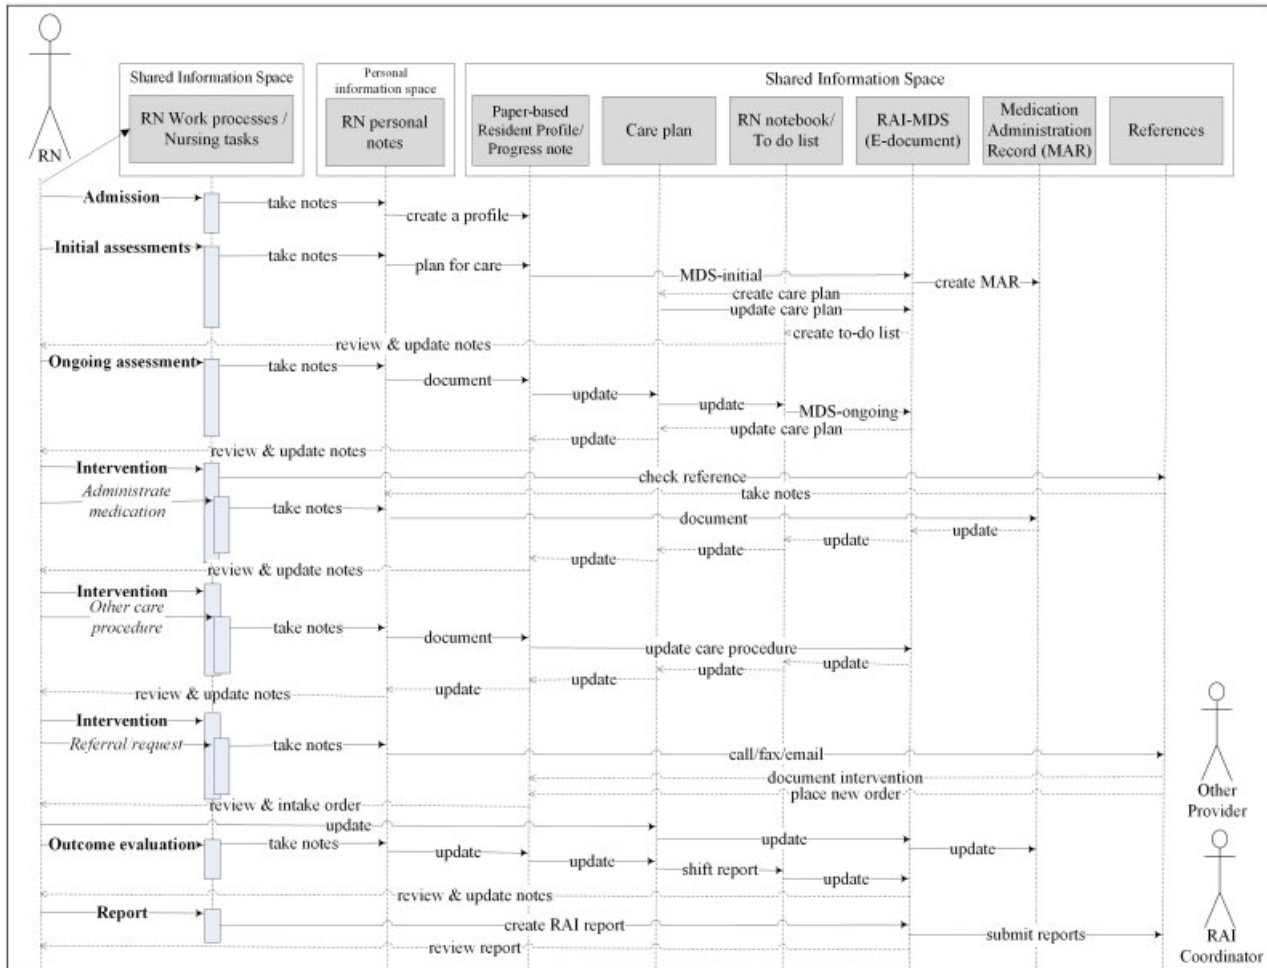 Shared Information Space
Personal
information space
Shared Information Space
RN Work processes /
Nursing tasks
RN personal
notes
Paper-based
Resident Profile/
Progress note
Care plan
RN notebook/
To do list
RAI-MDS
(E-document)
Medication
Administration
Record (MAR)
References
RN
Admission
take notes
create a profile
Initial assessments
take notes
plan for care
MDS-initial
create MAR
create care plan
update care plan
create to-do list
review & update notes
Ongoing assessment
take notes
document
update
update
MDS-ongoing
update care plan
update
review & update notes
Intervention
check reference
Administrate
medication
take notes
take notes
document
update
update
update
update
review & update notes
Intervention
Other care
procedure
take notes
document
update care procedure
update
update
update
update
review & update notes
Intervention
Referral/request
take notes
call/fax/email
document intervention
place new order
review & intake order
Other
Provider
update
Outcome evaluation
take notes
update
update
update
update
shift report
update
review & update notes
Report
create RAI report
submit reports
review report
RAI
Coordinator